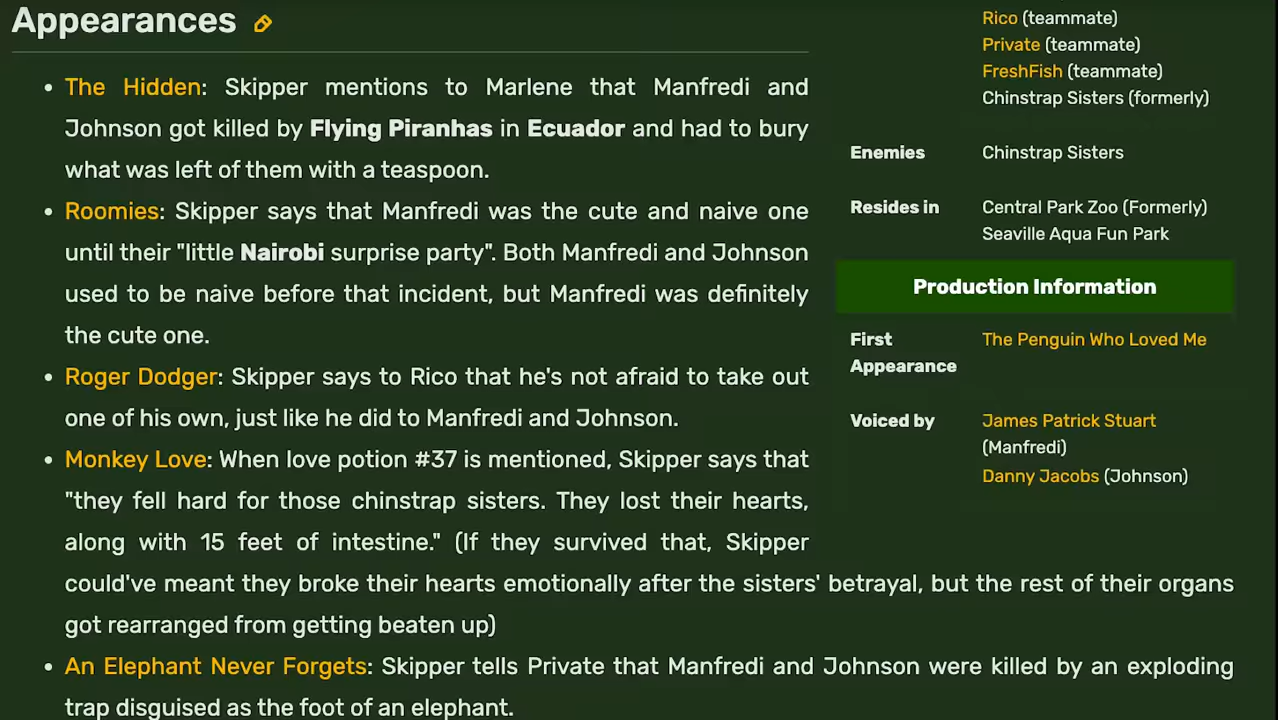 Appearances
• The Hidden: Skipper mentions to Marlene that Manfredi and
Johnson got killed by Flying Piranhas in Ecuador and had to bury
what was left of them with a teaspoon.
• Roomies: Skipper says that Manfredi was the cute and naive one
until their "little Nairobi surprise party". Both Manfredi and Johnson
used to be naive before that incident, but Manfredi was definitely
the cute one.
• Roger Dodger: Skipper says to Rico that he's not afraid to take out
one of his own, just like he did to Manfredi and Johnson.
• Monkey Love: When love potion #37 is mentioned, Skipper says that
"they fell hard for those chinstrap sisters. They lost their hearts,
along with 15 feet of intestine." (If they survived that, Skipper
could've meant they broke their hearts emotionally after the sisters' betrayal, but the rest of their organs
got rearranged from getting beaten up)
• An Elephant Never Forgets: Skipper tells Private that Manfredi and Johnson were killed by an exploding
trap disguised as the foot of an elephant.
Rico (teammate)
Private (teammate)
FreshFish (teammate)
Chinstrap Sisters (formerly)
Enemies Chinstrap Sisters
Resides in Central Park Zoo (Formerly)
Seaville Aqua Fun Park
Production Information
First The Penguin Who Loved Me
Appearance
Voiced by James Patrick Stuart
(Manfredi)
Danny Jacobs (Johnson)